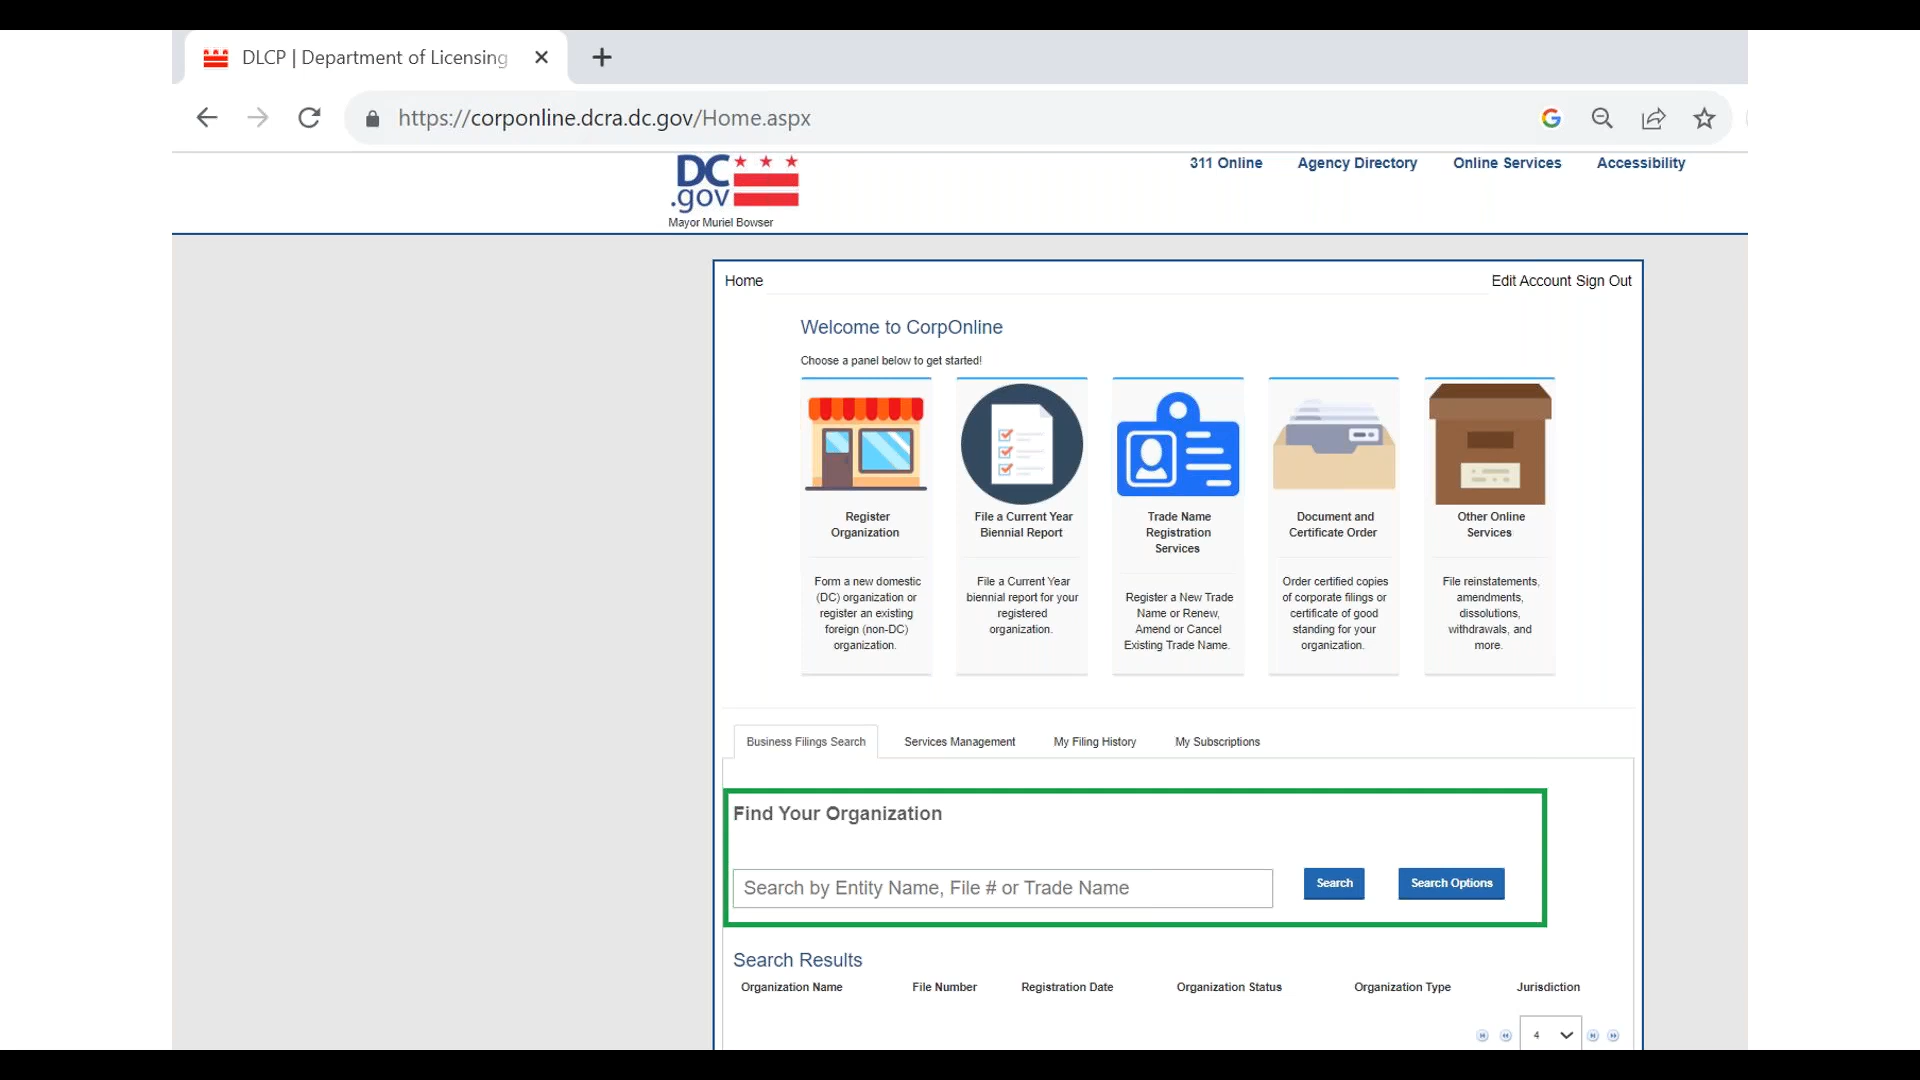 DLCP | Department of Licensing
https://corponline.dcra.dc.gov/Home.aspx
DC
.gov
Mayor Muriel Bowser
311 Online Agency Directory Online Services Accessibility
Home Edit Account Sign Out
Welcome to CorpOnline
Choose a panel below to get started!
Register
Organization
Form a new domestic
(DC) organization or
register an existing
foreign (non-DC)
organization.
File a Current Year
Biennial Report
File a Current Year
biennial report for your
registered
organization.
Trade Name
Registration
Services
Register a New Trade
Name or Renew,
Amend or Cancel
Existing Trade Name.
Document and
Certificate Order
Order certified copies
of corporate filings or
certificate of good
standing for your
organization.
Other Online
Services
File reinstatements,
amendments,
dissolutions,
withdrawals, and
more.
Business Filings Search Services Management My Filing History My Subscriptions
Find Your Organization
Search by Entity Name, File # or Trade Name Search Search Options
Search Results
Organization Name File Number Registration Date Organization Status Organization Type Jurisdiction
4